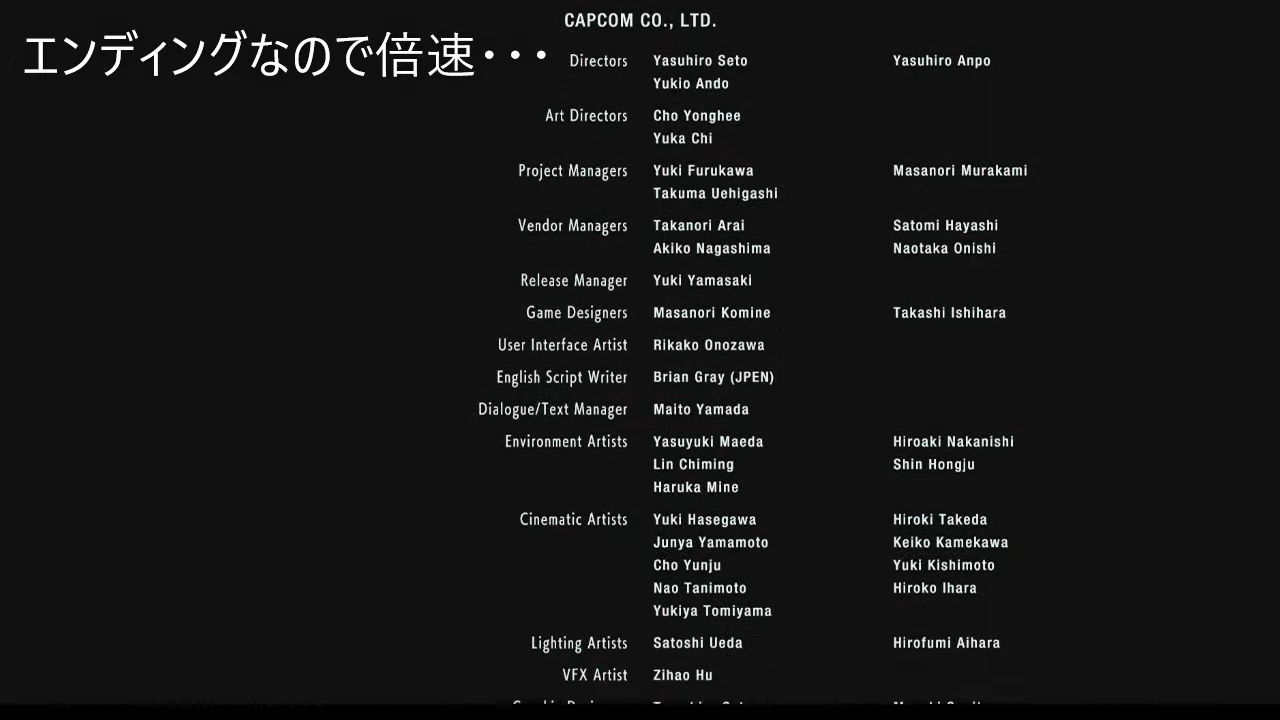 CAPCOM CO., LTD.
エンディングなので倍速・・・
Directors Yasuhiro Seto Yasuhiro Anpo
Yukio Ando
Art Directors Cho Yonghee
Yuka Chi
Project Managers Yuki Furukawa Masanori Murakami
Takuma Uehigashi
Vendor Managers Takanori Arai Satomi Hayashi
Akiko Nagashima Naotaka Onishi
Release Manager Yuki Yamasaki
Game Designers Masanori Komine Takashi Ishihara
User Interface Artist Rikako Onozawa
English Script Writer Brian Gray (JPEN)
Dialogue/Text Manager Maito Yamada
Environment Artists Yasuyuki Maeda Hiroaki Nakanishi
Lin Chiming Shin Hongju
Haruka Mine
Cinematic Artists Yuki Hasegawa Hiroki Takeda
Junya Yamamoto Keiko Kamekawa
Cho Yunju Yuki Kishimoto
Nao Tanimoto Hiroko Ihara
Yukiya Tomiyama
Lighting Artists Satoshi Ueda Hirofumi Aihara
VFX Artist Zihao Hu